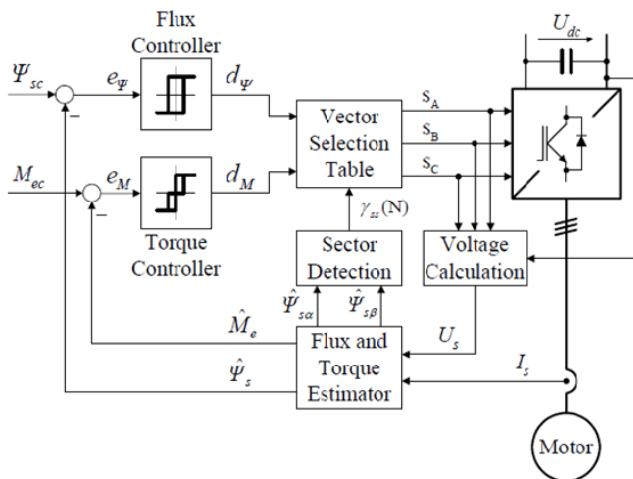 Flux
Controller
U_dc
Ψ_sc
e_Ψ
d_Ψ
−
S_A
S_B
S_C
Vector
Selection
Table
M_ec
e_M
d_M
−
Torque
Controller
γ_ss(N)
Sector
Detection
Voltage
Calculation
Ψ̂_sα
Ψ̂_sβ
M̂_e
Ψ̂_s
Flux and
Torque
Estimator
U_s
I_s
Motor